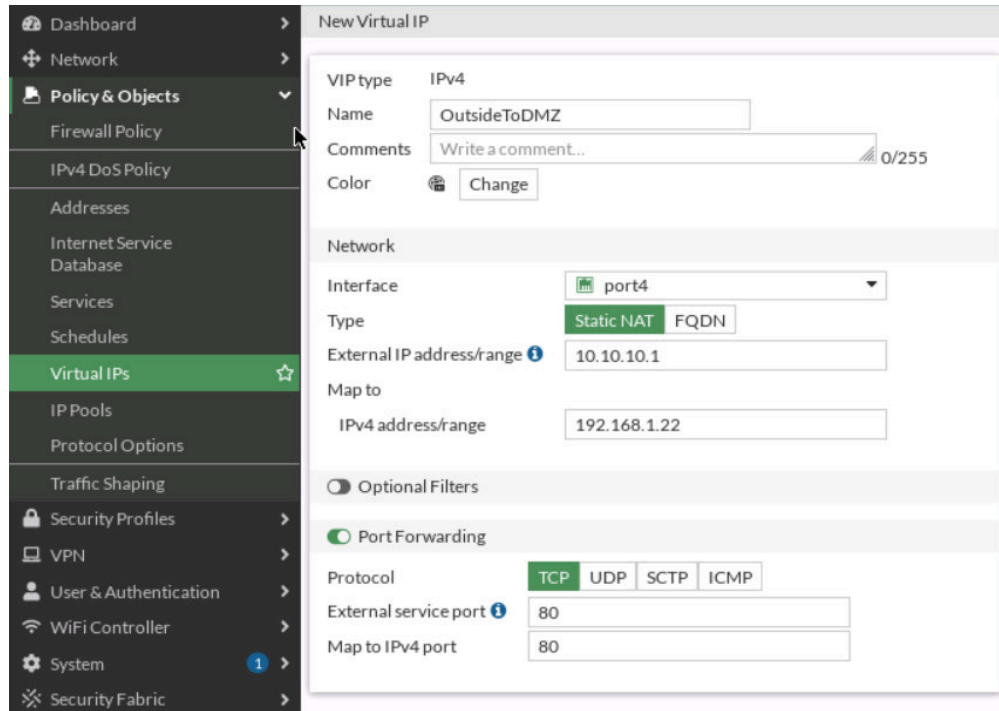 Dashboard
Network
Policy & Objects
Firewall Policy
IPv4 DoS Policy
Addresses
Internet Service
Database
Services
Schedules
Virtual IPs
IP Pools
Protocol Options
Traffic Shaping
Security Profiles
VPN
User & Authentication
WiFi Controller
System 1
Security Fabric
New Virtual IP
VIP type IPv4
Name OutsideToDMZ
Comments Write a comment... 0/255
Color Change
Network
Interface port4
Type Static NAT FQDN
External IP address/range 10.10.10.1
Map to
IPv4 address/range 192.168.1.22
Optional Filters
Port Forwarding
Protocol TCP UDP SCTP ICMP
External service port 80
Map to IPv4 port 80